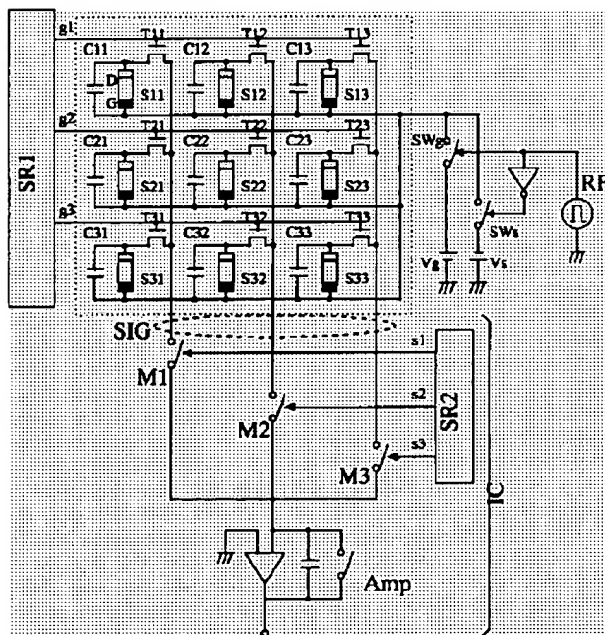 g1
T11
T12
T13
C11
C12
C13
D
G
S11
S12
S13
g2
T21
T22
T23
C21
C22
C23
S21
S22
S23
g3
T31
T32
T33
C31
C32
C33
S31
S32
S33
SR1
SWg
RF
SWs
Vg
Vs
SIG
s1
M1
s2
M2
SR2
s3
M3
IC
Amp